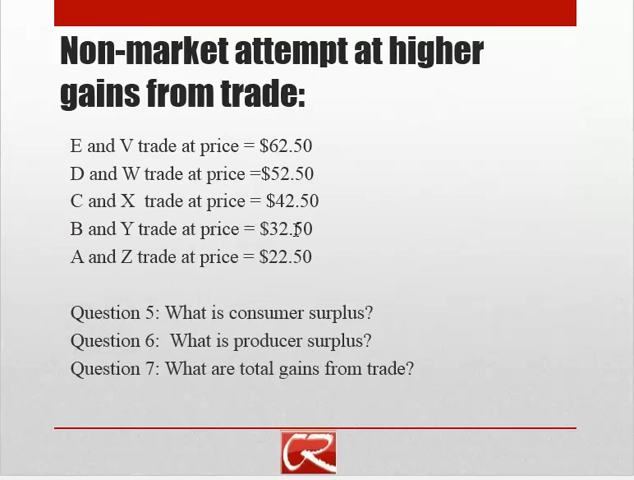 Non-market attempt at higher
gains from trade:
E and V trade at price = $62.50
D and W trade at price =$52.50
C and X  trade at price = $42.50
B and Y trade at price = $32.50
A and Z trade at price = $22.50
Question 5: What is consumer surplus?
Question 6:  What is producer surplus?
Question 7: What are total gains from trade?